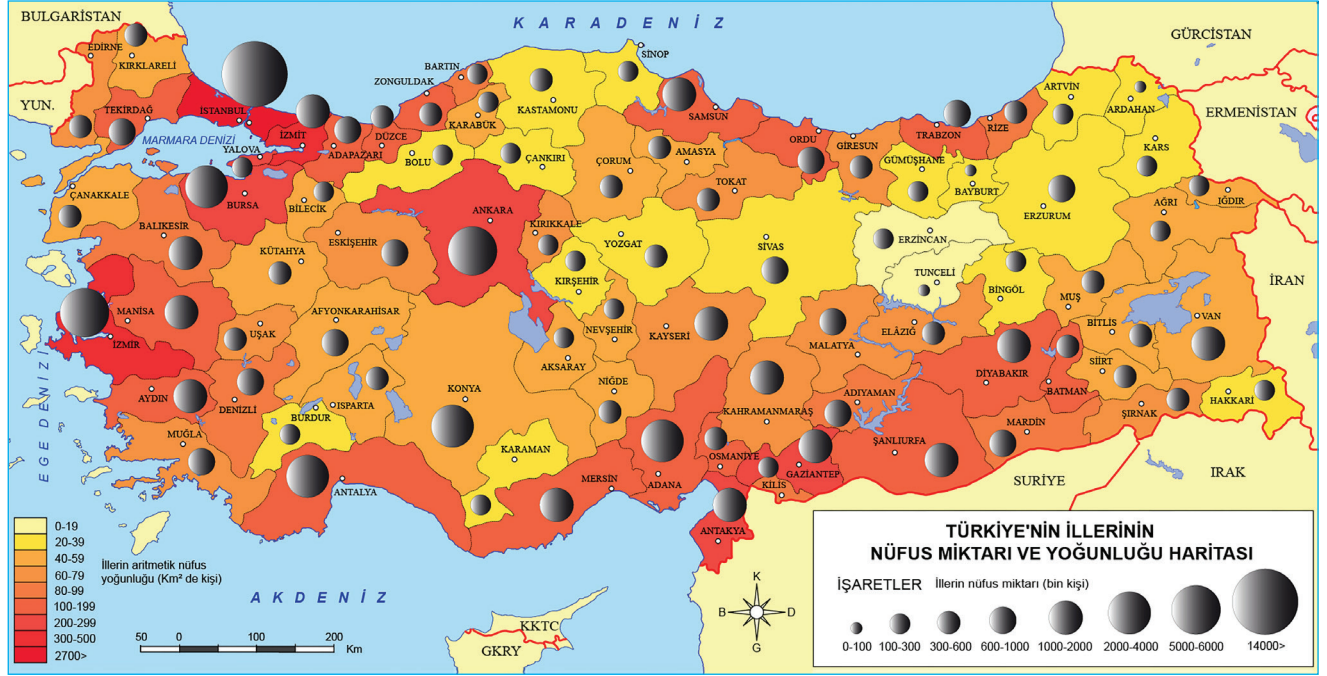 BULGARİSTAN
KARADENİZ
GÜRCİSTAN
EDİRNE
KIRKLARELİ
SİNOP
BARTIN
ZONGULDAK
KASTAMONU
ARTVİN
ARDAHAN
YUN.
TEKİRDAĞ
İSTANBUL
KARABÜK
SAMSUN
ERMENİSTAN
MARMARA DENİZİ
İZMİT
DÜZCE
ADAPAZARI
YALOVA
BOLU
ÇANKIRI
ÇORUM
AMASYA
ORDU
GİRESUN
TRABZON
RİZE
GÜMÜŞHANE
BAYBURT
KARS
ÇANAKKALE
BURSA
BİLECİK
TOKAT
ERZURUM
AĞRI
IĞDIR
BALIKESİR
ESKİŞEHİR
ANKARA
KIRIKKALE
YOZGAT
SİVAS
ERZİNCAN
KÜTAHYA
KIRŞEHİR
TUNCELİ
BİNGÖL
İRAN
MANİSA
UŞAK
AFYONKARAHİSAR
NEVŞEHİR
KAYSERİ
MALATYA
ELÂZIĞ
MUŞ
BİTLİS
VAN
İZMİR
AKSARAY
SİİRT
EGE DENİZİ
AYDIN
DENİZLİ
ISPARTA
BURDUR
KONYA
NİĞDE
KAHRAMANMARAŞ
ADIYAMAN
DİYABAKIR
BATMAN
ŞIRNAK
HAKKARİ
MUĞLA
KARAMAN
OSMANİYE
GAZİANTEP
ŞANLIURFA
MARDİN
ANTALYA
MERSİN
ADANA
KİLİS
SURİYE
IRAK
ANTAKYA
0-19
20-39
40-59
60-79
80-99
100-199
200-299
300-500
2700>
İllerin aritmetik nüfus
yoğunluğu (Km² de kişi)
AKDENİZ
50 0 100 200
Km
KKTC
GKRY
K
B D
G
TÜRKİYE'NİN İLLERİNİN
NÜFUS MİKTARI VE YOĞUNLUĞU HARİTASI
İŞARETLER İllerin nüfus miktarı (bin kişi)
0-100 100-300 300-600 600-1000 1000-2000 2000-4000 5000-6000 14000>